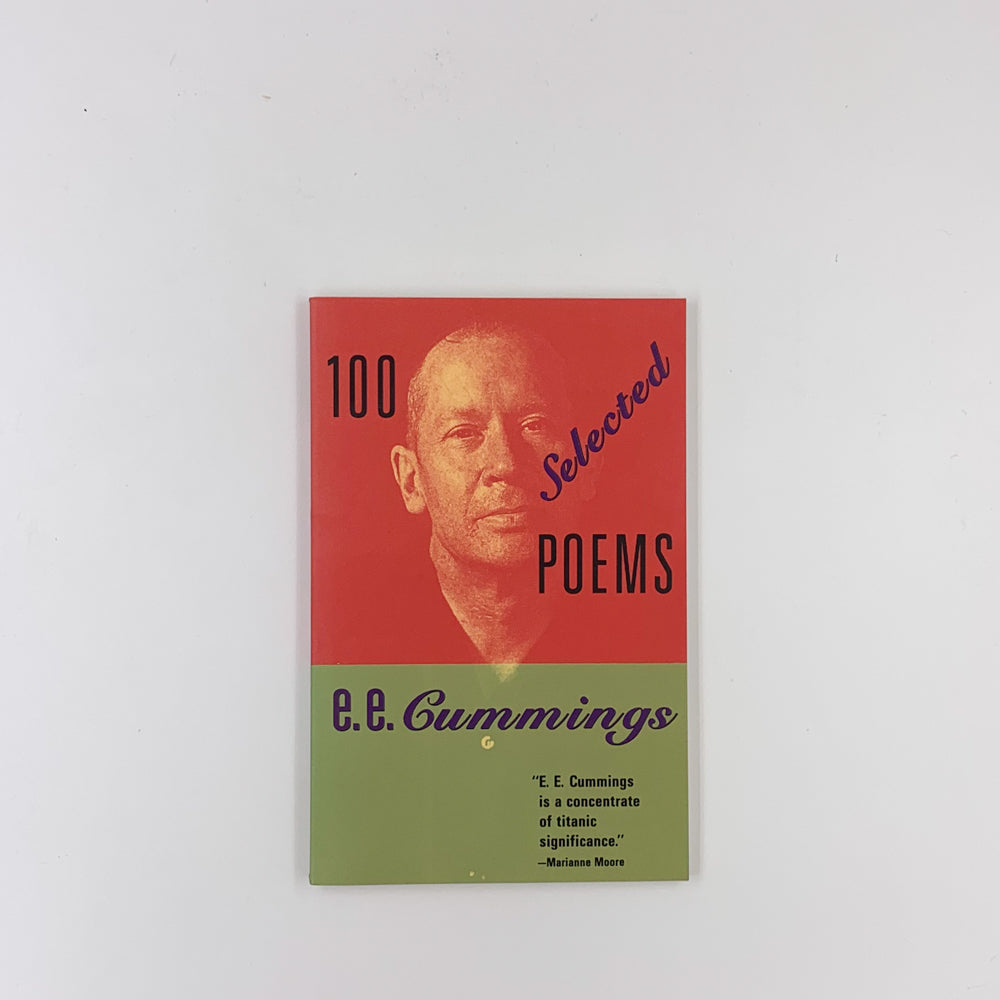 100
Selected
POEMS
e.e. Cummings
G
"E. E. Cummings
is a concentrate
of titanic
significance."
—Marianne Moore